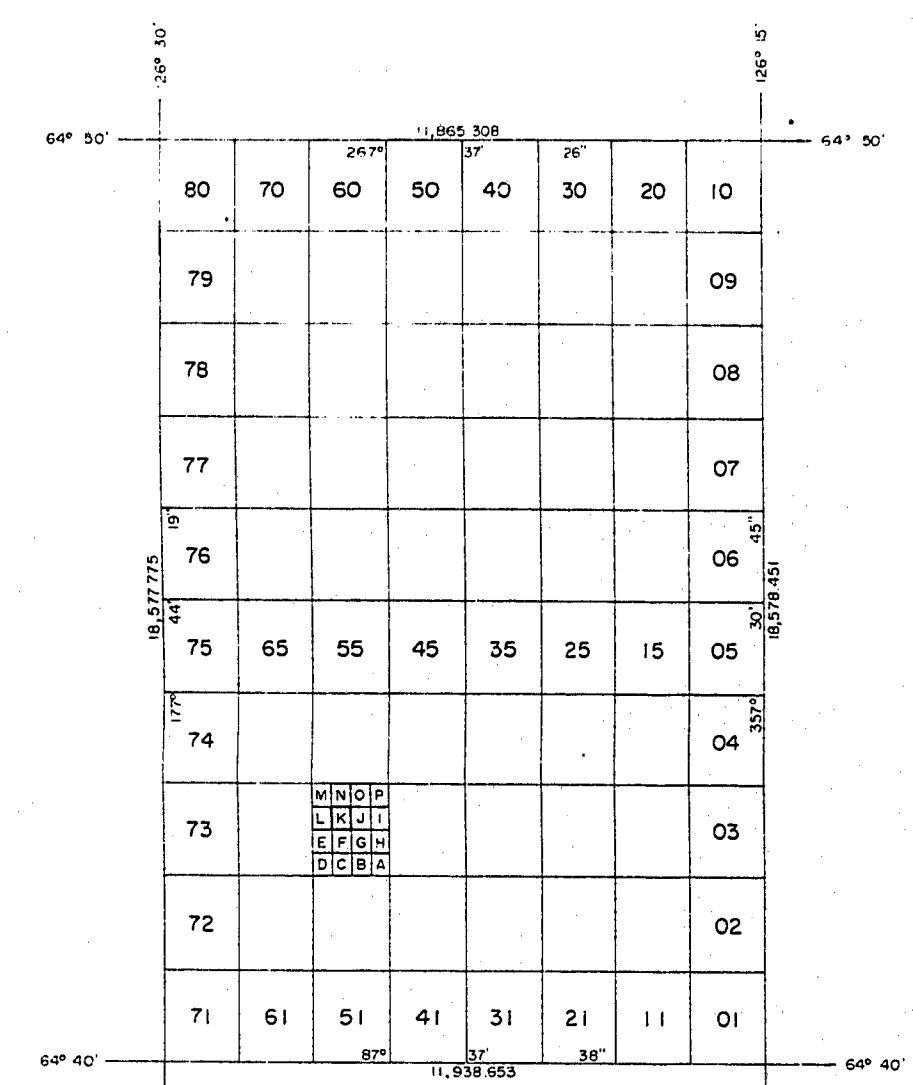 26° 30'
126° 15'
64° 50'
11,865 308
64° 50'
267° 37' 26"
80 70 60 50 40 30 20 10
79 09
78 08
77 07
19" 45"
76 06
18,577 775
44' 30'
18,578.451
75 65 55 45 35 25 15 05
177° 357°
74 04
M N O P
L K J I
73 03
E F G H
D C B A
72 02
71 61 51 41 31 21 11 01
87° 37' 38"
64° 40'
11,938.653
64° 40'